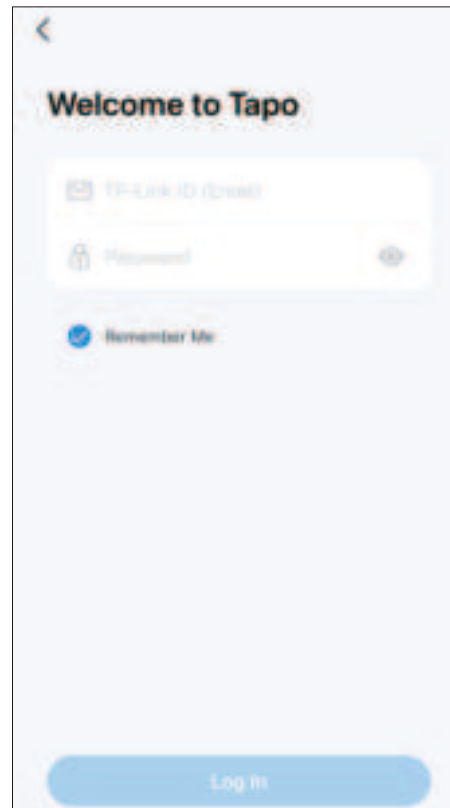 Welcome to Tapo
TP-Link ID (Email)
Password
Remember Me
Log In